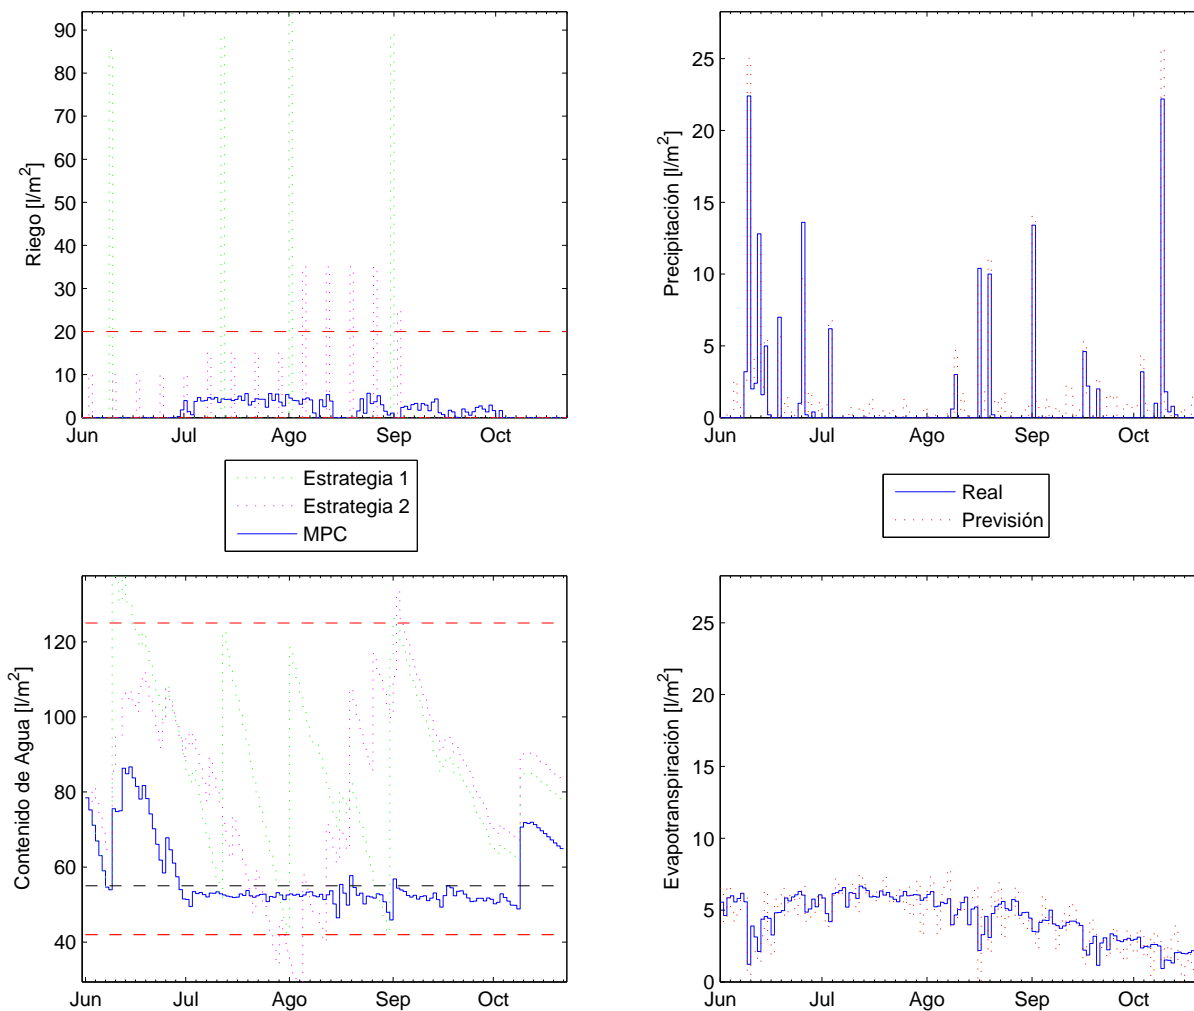 Riego [l/m²]
90
80
70
60
50
40
30
20
10
0
Jun Jul Ago Sep Oct
Estrategia 1
Estrategia 2
MPC
Precipitación [l/m²]
25
20
15
10
5
0
Jun Jul Ago Sep Oct
Real
Previsión
Contenido de Agua [l/m²]
120
100
80
60
40
Jun Jul Ago Sep Oct
Evapotranspiración [l/m²]
25
20
15
10
5
0
Jun Jul Ago Sep Oct